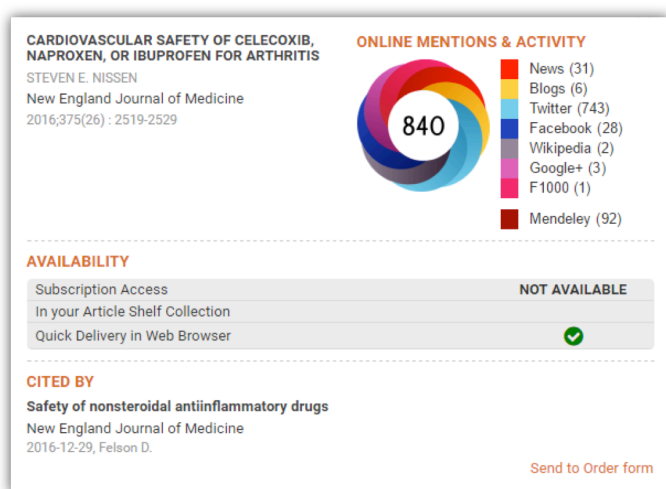 CARDIOVASCULAR SAFETY OF CELECOXIB,
NAPROXEN, OR IBUPROFEN FOR ARTHRITIS
STEVEN E. NISSEN
New England Journal of Medicine
2016;375(26) : 2519-2529
ONLINE MENTIONS & ACTIVITY
840
News (31)
Blogs (6)
Twitter (743)
Facebook (28)
Wikipedia (2)
Google+ (3)
F1000 (1)
Mendeley (92)
AVAILABILITY
Subscription Access NOT AVAILABLE
In your Article Shelf Collection
Quick Delivery in Web Browser
CITED BY
Safety of nonsteroidal antiinflammatory drugs
New England Journal of Medicine
2016-12-29, Felson D.
Send to Order form